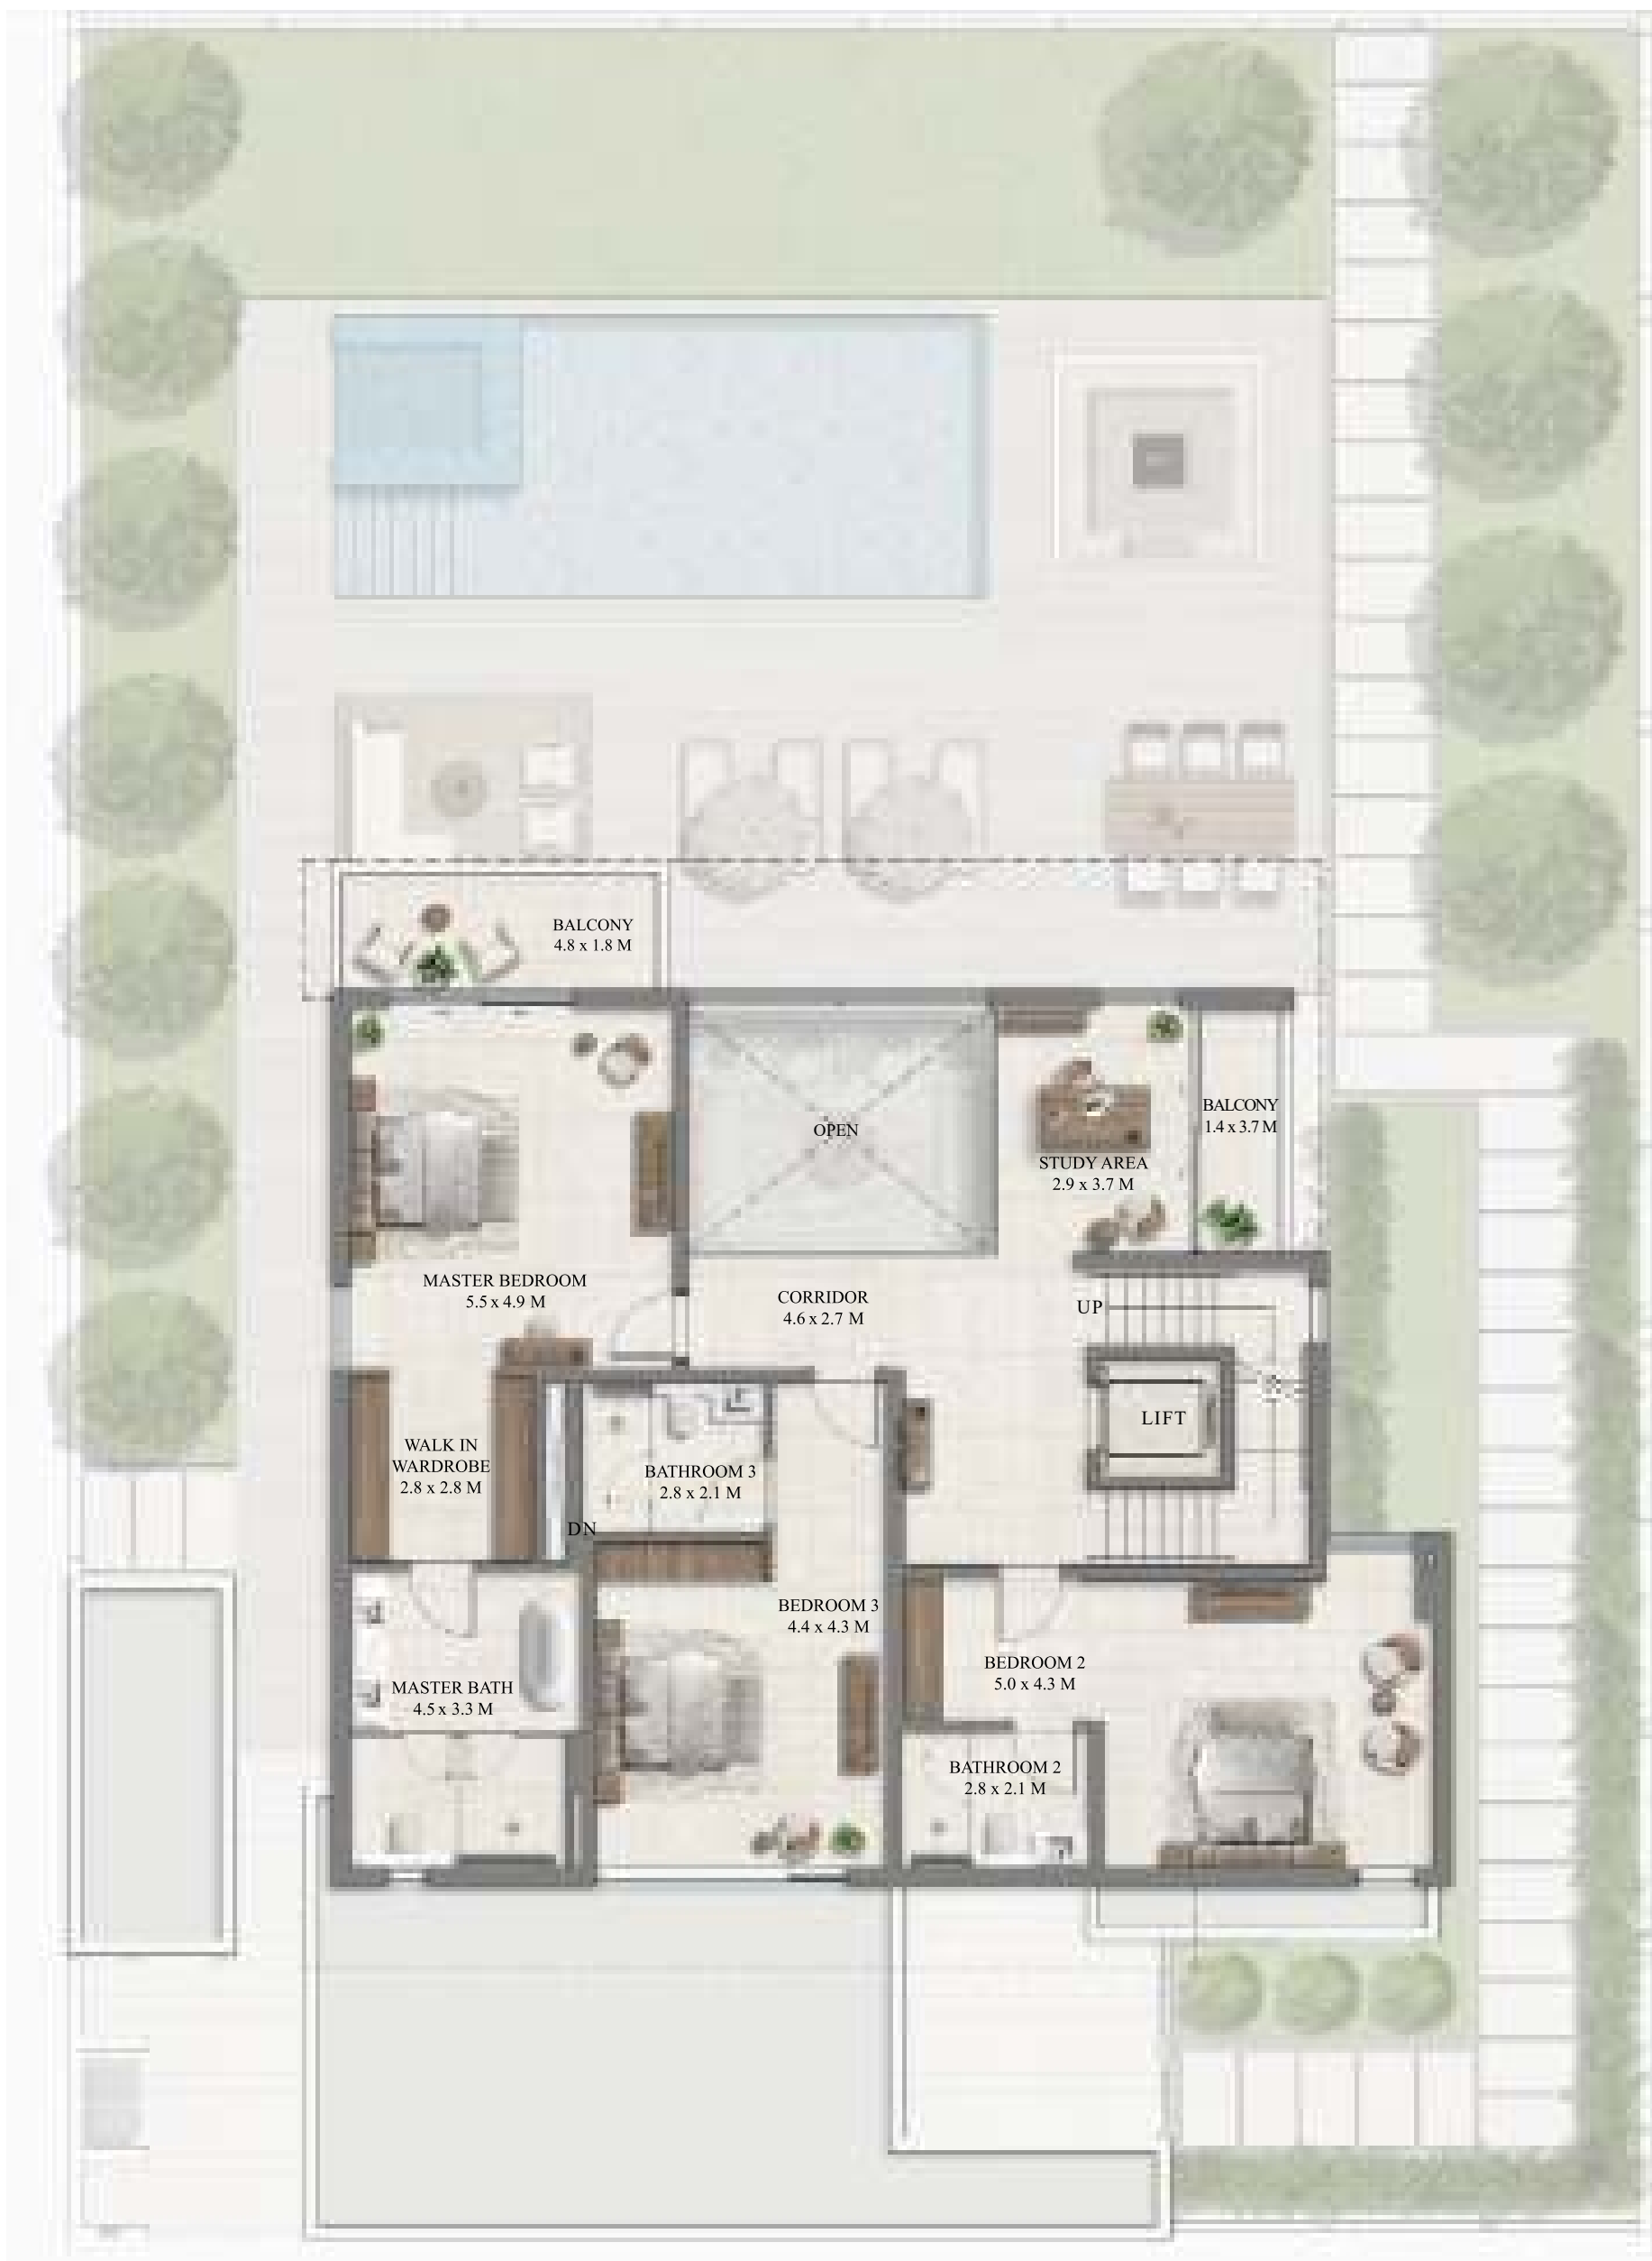 BALCONY
4.8 x 1.8 M
OPEN
BALCONY
1.4 x 3.7 M
STUDY AREA
2.9 x 3.7 M
MASTER BEDROOM
5.5 x 4.9 M
CORRIDOR
4.6 x 2.7 M
UP
LIFT
WALK IN
WARDROBE
2.8 x 2.8 M
BATHROOM 3
2.8 x 2.1 M
DN
BEDROOM 3
4.4 x 4.3 M
BEDROOM 2
5.0 x 4.3 M
MASTER BATH
4.5 x 3.3 M
BATHROOM 2
2.8 x 2.1 M